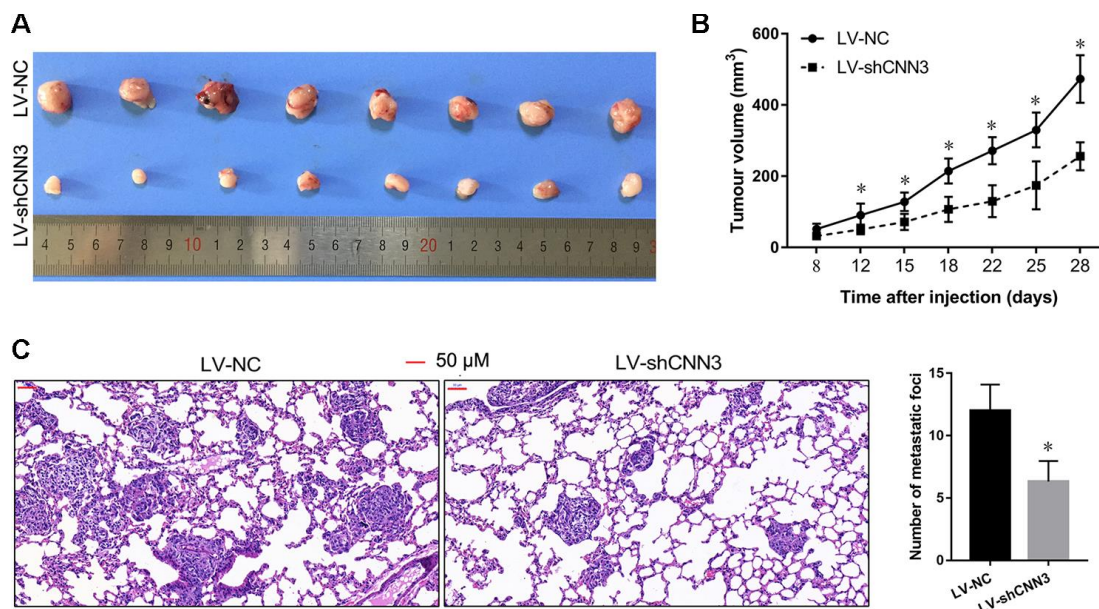 A
LV-NC
LV-shCNN3
4 5 6 7 8 9 10 1 2 3 4 5 6 7 8 9 20 1 2 3 4 5 6 7 8 9 3
B
LV-NC
LV-shCNN3
Tumour volume (mm³)
600
400
200
0
* * * * * * *
8 12 15 18 22 25 28
Time after injection (days)
C
LV-NC
50 μM
LV-shCNN3
Number of metastatic foci
15
10
5
0
*
LV-NC
LV-shCNN3